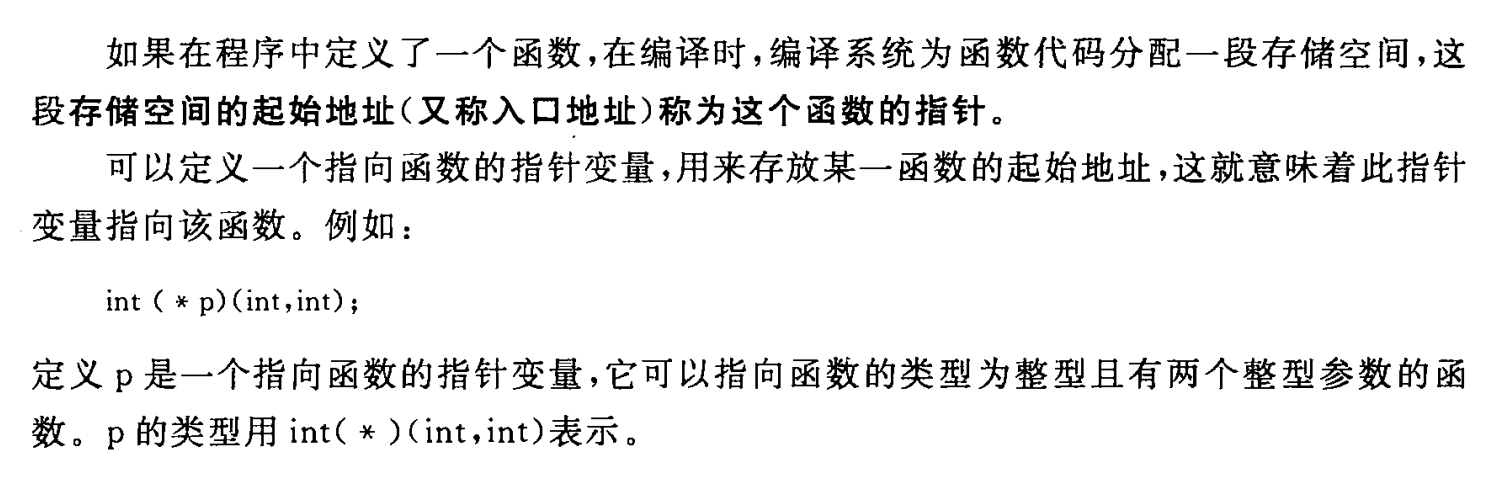 如果在程序中定义了一个函数,在编译时,编译系统为函数代码分配一段存储空间,这
段存储空间的起始地址(又称入口地址)称为这个函数的指针。
可以定义一个指向函数的指针变量,用来存放某一函数的起始地址,这就意味着此指针
变量指向该函数。例如:
int ( * p)(int,int);
定义 p 是一个指向函数的指针变量,它可以指向函数的类型为整型且有两个整型参数的函
数。p 的类型用 int( * )(int,int)表示。